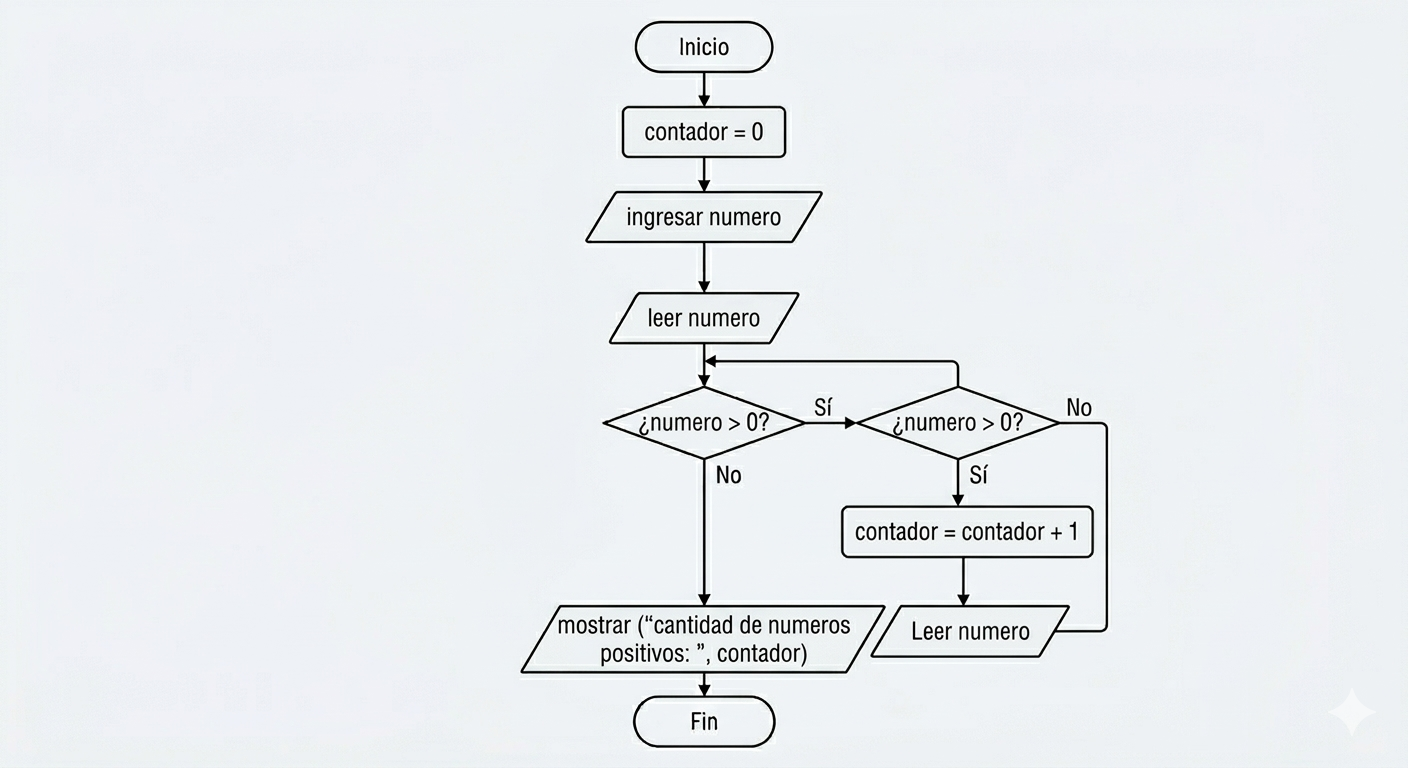 Inicio
contador = 0
ingresar numero
leer numero
¿numero > 0?
Sí
¿numero > 0?
No
No
Sí
contador = contador + 1
mostrar (“cantidad de numeros
positivos: ”, contador)
Leer numero
Fin